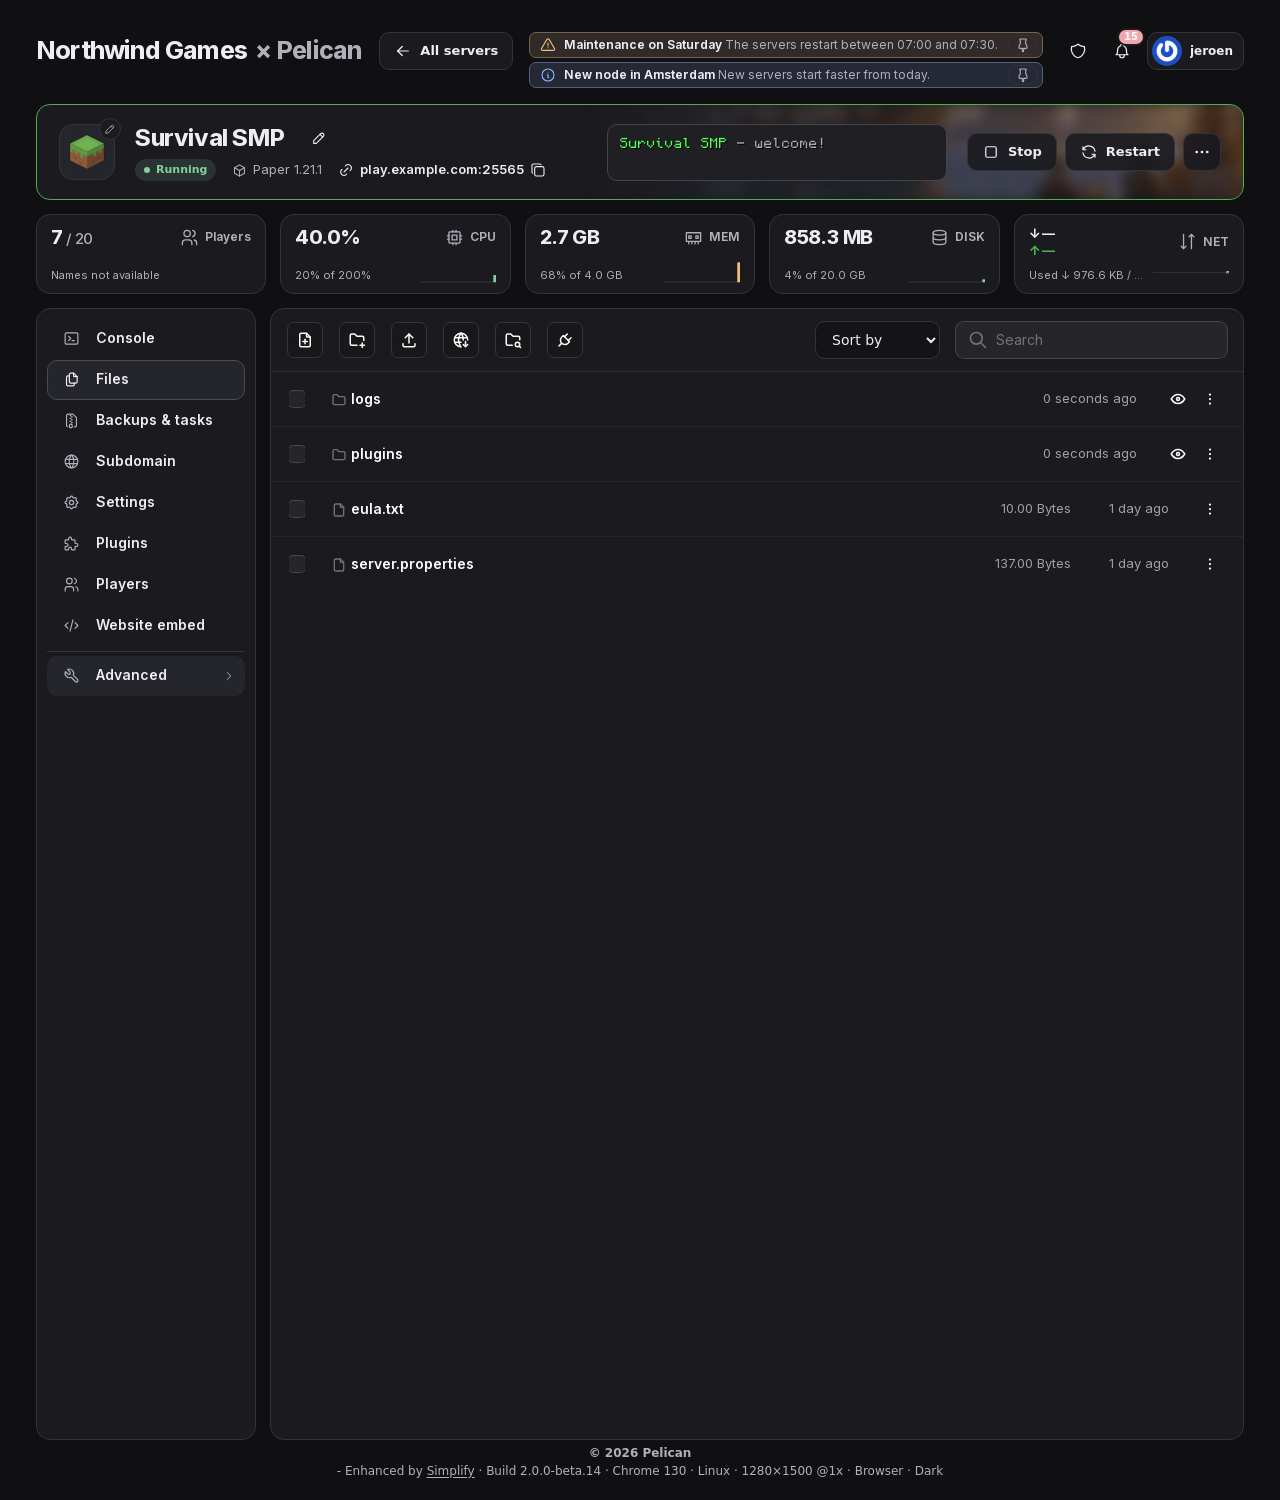 Northwind Games × Pelican
All servers
Maintenance on Saturday The servers restart between 07:00 and 07:30.
New node in Amsterdam New servers start faster from today.
15
jeroen
Survival SMP
Running
Paper 1.21.1
play.example.com:25565
Survival SMP - welcome!
Stop
Restart
7 / 20
Players
Names not available
40.0%
CPU
20% of 200%
2.7 GB
MEM
68% of 4.0 GB
858.3 MB
DISK
4% of 20.0 GB
↓—
↑—
NET
Used ↓ 976.6 KB / ...
Console
Files
Backups & tasks
Subdomain
Settings
Plugins
Players
Website embed
Advanced
Sort by
Search
logs
0 seconds ago
plugins
0 seconds ago
eula.txt
10.00 Bytes
1 day ago
server.properties
137.00 Bytes
1 day ago
© 2026 Pelican
- Enhanced by Simplify · Build 2.0.0-beta.14 · Chrome 130 · Linux · 1280×1500 @1x · Browser · Dark